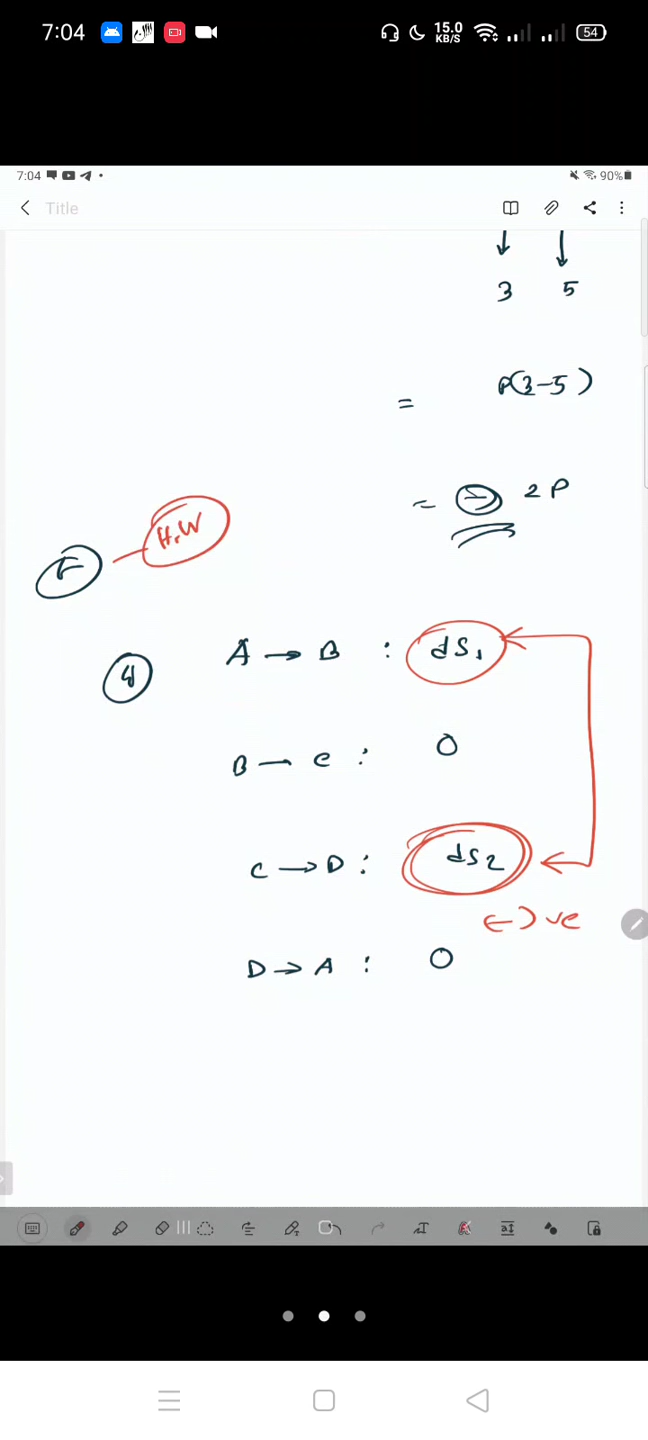 7:04 15.0 KB/S 54
7:04 90%
Title
3 5
= P(3-5)
= (-) 2P
F H.W
4 A → B : dS₁
B — C : 0
C → D : dS₂
(-)ve
D → A : 0